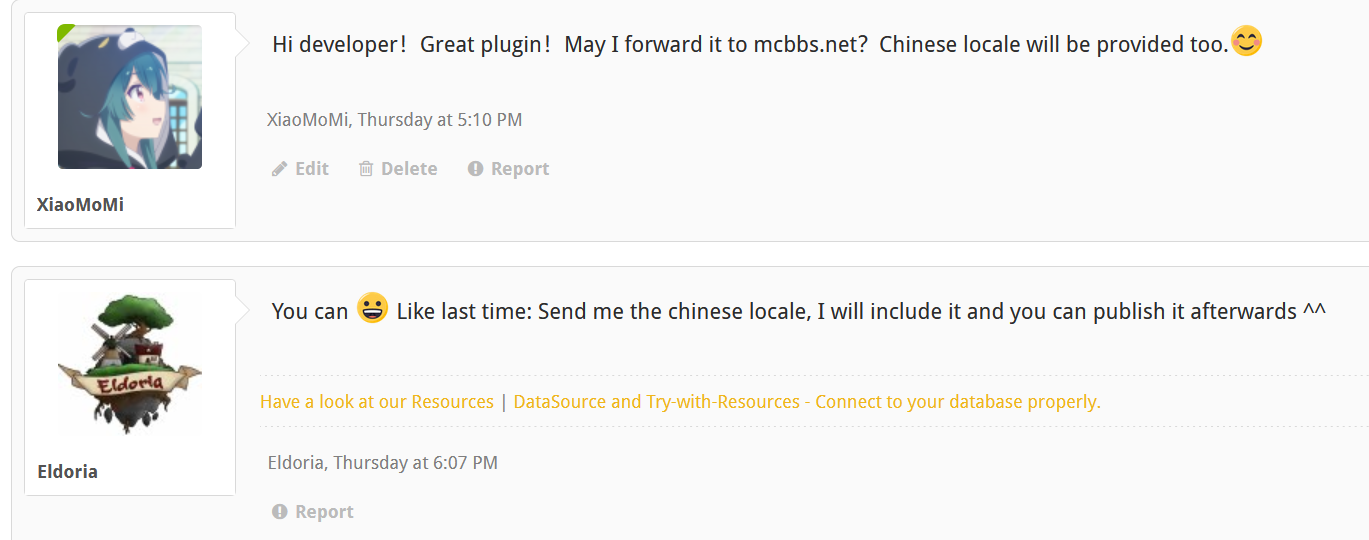 Hi developer！Great plugin！May I forward it to mcbbs.net？Chinese locale will be provided too.😊
XiaoMoMi, Thursday at 5:10 PM
Edit Delete Report
XiaoMoMi
You can 😀 Like last time: Send me the chinese locale, I will include it and you can publish it afterwards ^^
Eldoria
Have a look at our Resources | DataSource and Try-with-Resources - Connect to your database properly.
Eldoria, Thursday at 6:07 PM
Eldoria
Report